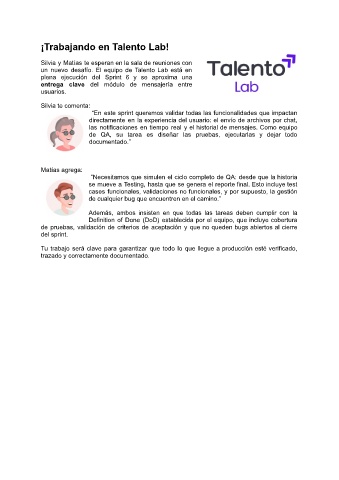 ¡Trabajando en Talento Lab!
Silvia y Matías te esperan en la sala de reuniones con
un nuevo desafío. El equipo de Talento Lab está en
plena ejecución del Sprint 6 y se aproxima una
entrega clave del módulo de mensajería entre
usuarios.
Talento
Lab
Silvia te comenta:
"En este sprint queremos validar todas las funcionalidades que impactan
directamente en la experiencia del usuario: el envío de archivos por chat,
las notificaciones en tiempo real y el historial de mensajes. Como equipo
de QA, su tarea es diseñar las pruebas, ejecutarlas y dejar todo
documentado."
Matías agrega:
"Necesitamos que simulen el ciclo completo de QA: desde que la historia
se mueve a Testing, hasta que se genera el reporte final. Esto incluye test
cases funcionales, validaciones no funcionales, y por supuesto, la gestión
de cualquier bug que encuentren en el camino."
Además, ambos insisten en que todas las tareas deben cumplir con la
Definition of Done (DoD) establecida por el equipo, que incluye cobertura
de pruebas, validación de criterios de aceptación y que no queden bugs abiertos al cierre
del sprint.
Tu trabajo será clave para garantizar que todo lo que llegue a producción esté verificado,
trazado y correctamente documentado.